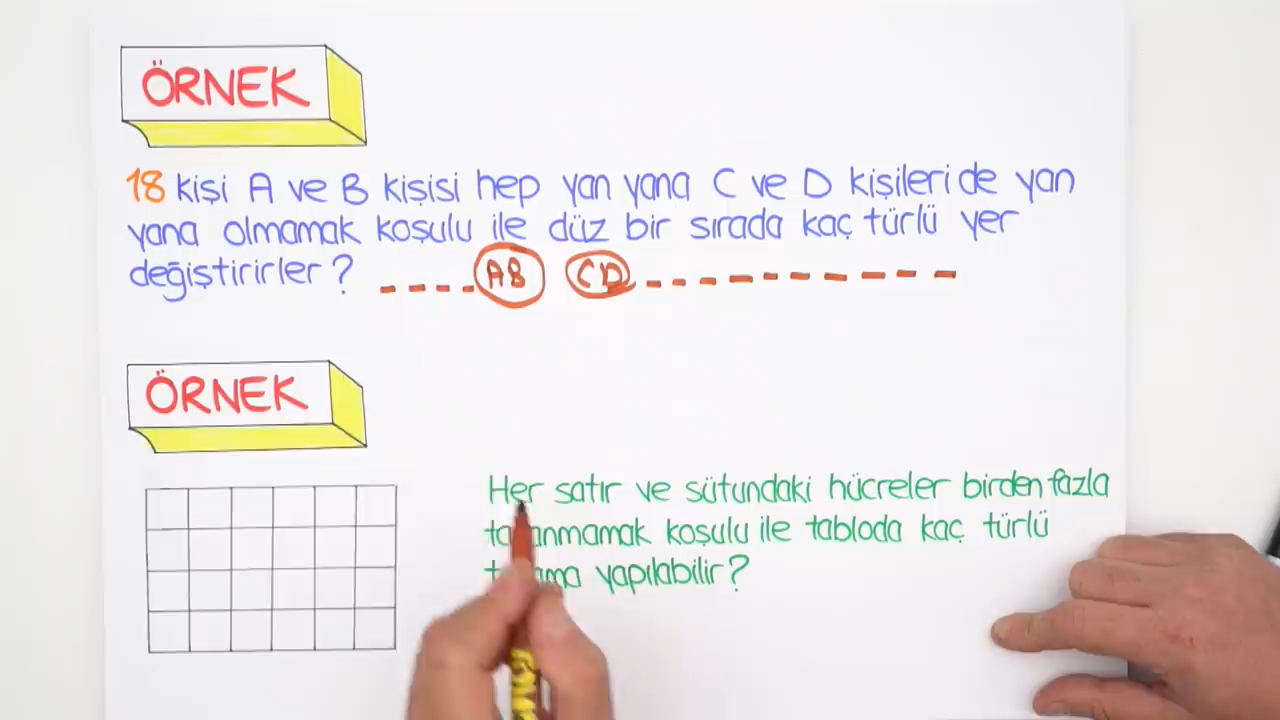 ÖRNEK
18 kişi A ve B kişisi hep yan yana C ve D kişileri de yan
yana olmamak koşulu ile düz bir sırada kaç türlü yer
değiştirirler? AB CD
ÖRNEK
Her satır ve sütundaki hücreler birden fazla
koşulu ile tabloda kaç türlü
yapılabilir?